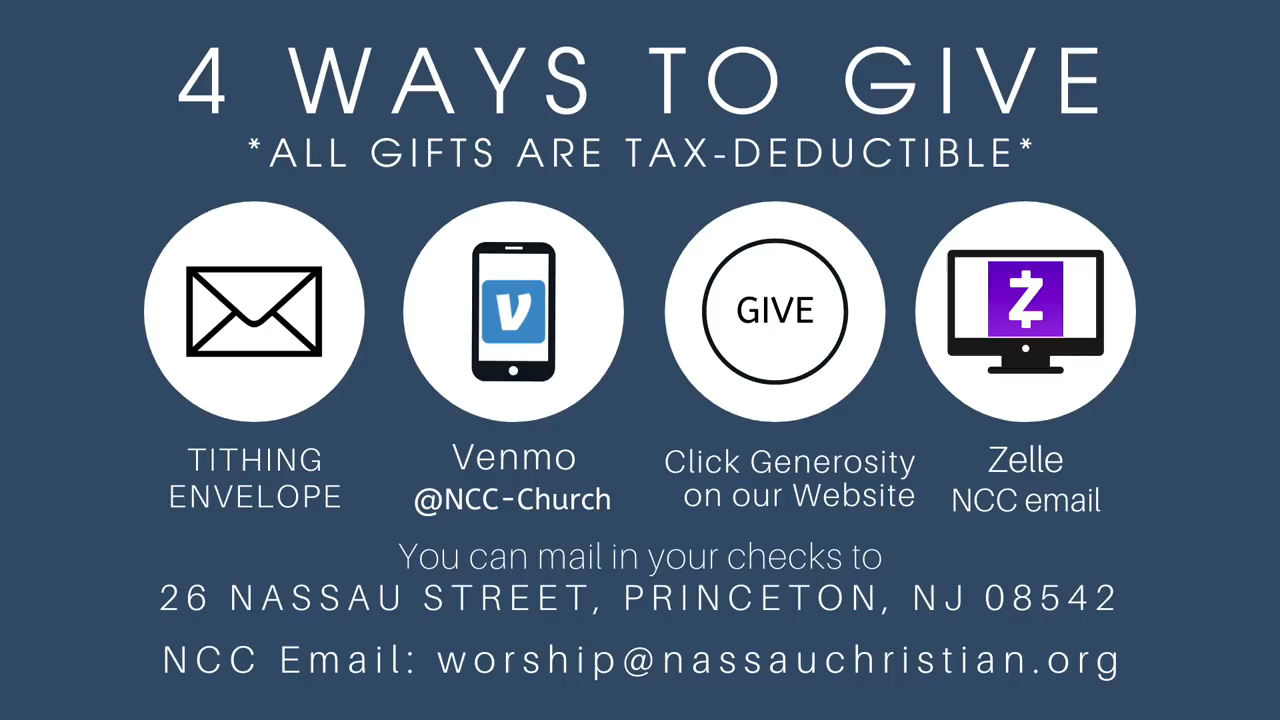 4 WAYS TO GIVE
*ALL GIFTS ARE TAX-DEDUCTIBLE*
GIVE
TITHING
ENVELOPE
Venmo
@NCC-Church
Click Generosity
on our Website
Zelle
NCC email
You can mail in your checks to
26 NASSAU STREET, PRINCETON, NJ 08542
NCC Email: worship@nassauchristian.org